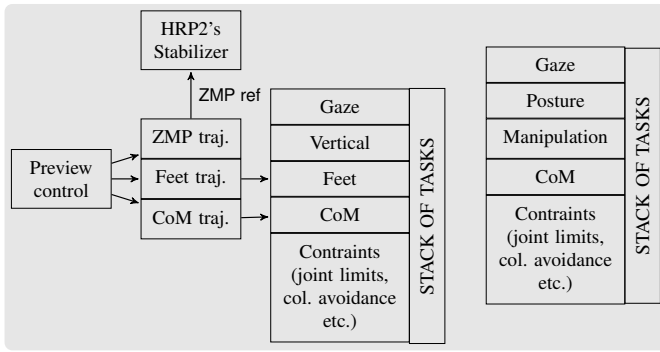 HRP2's
Stabilizer
ZMP ref
ZMP traj.
Feet traj.
CoM traj.
Preview
control
Gaze
Vertical
Feet
CoM
Contraints
(joint limits,
col. avoidance
etc.)
STACK OF TASKS
Gaze
Posture
Manipulation
CoM
Contraints
(joint limits,
col. avoidance
etc.)
STACK OF TASKS